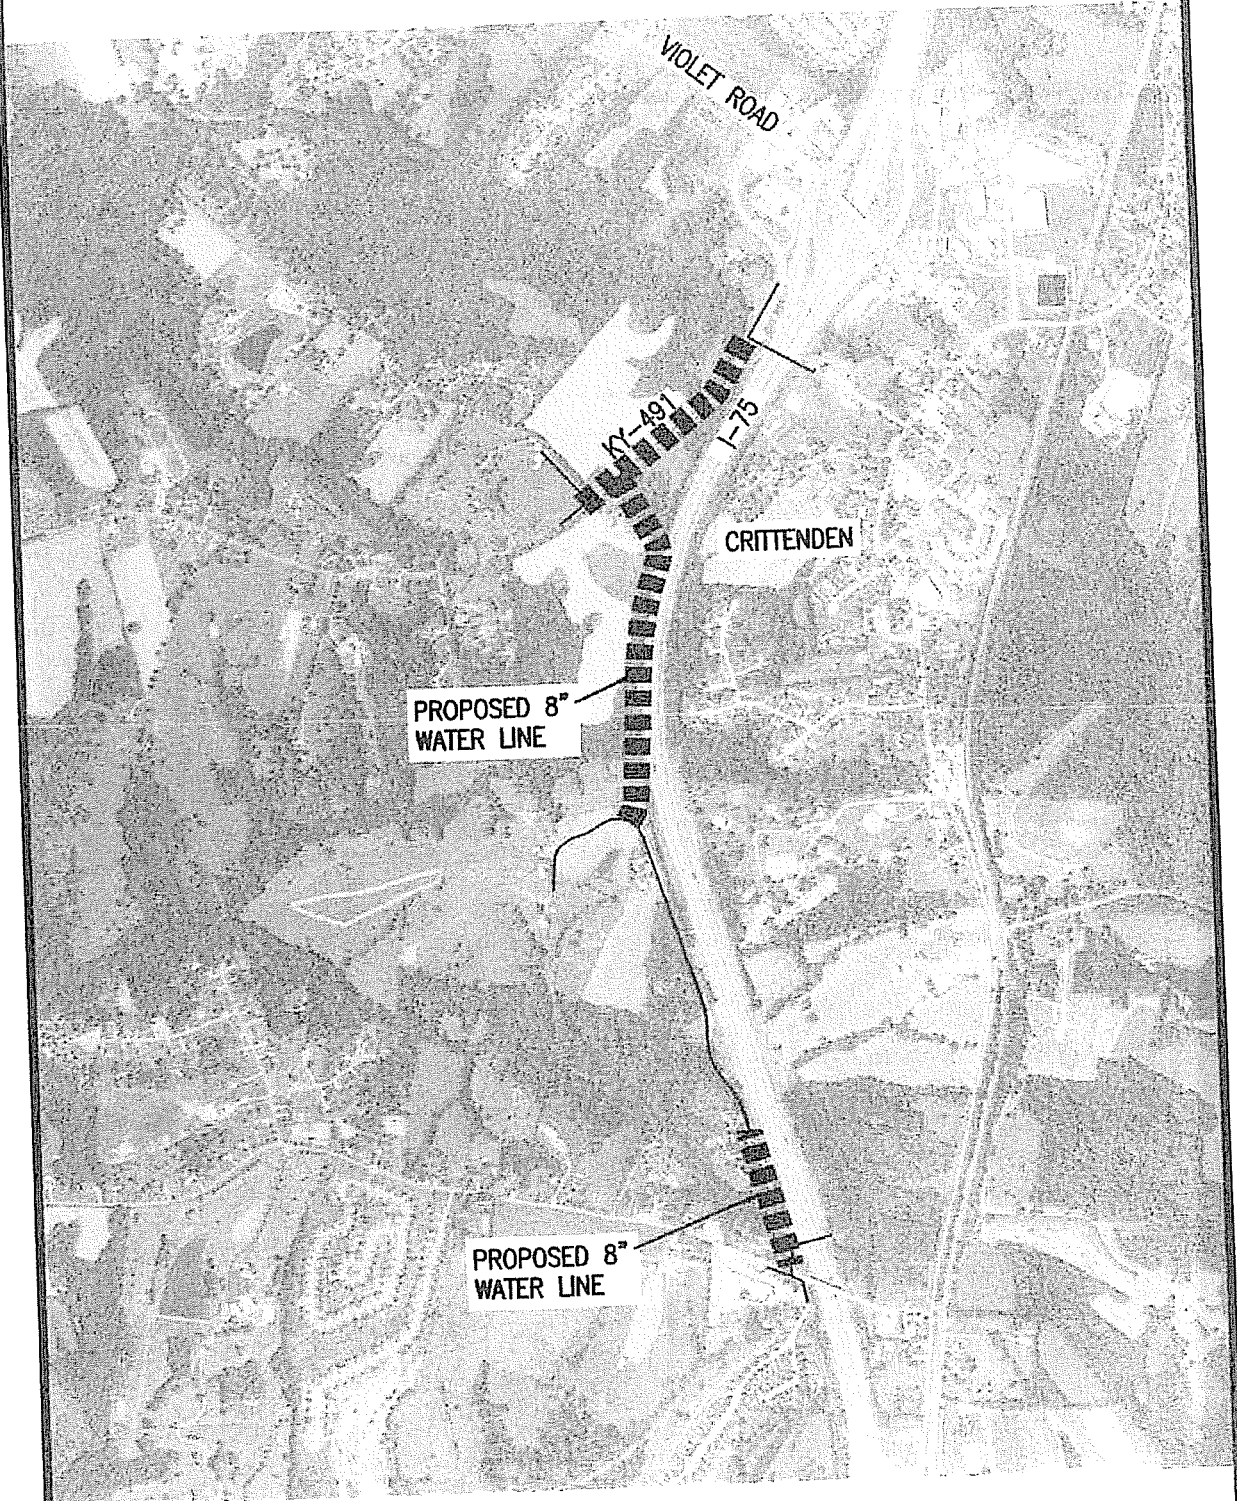 VIOLET ROAD
KY-491
I-75
CRITTENDEN
PROPOSED 8"
WATER LINE
PROPOSED 8"
WATER LINE